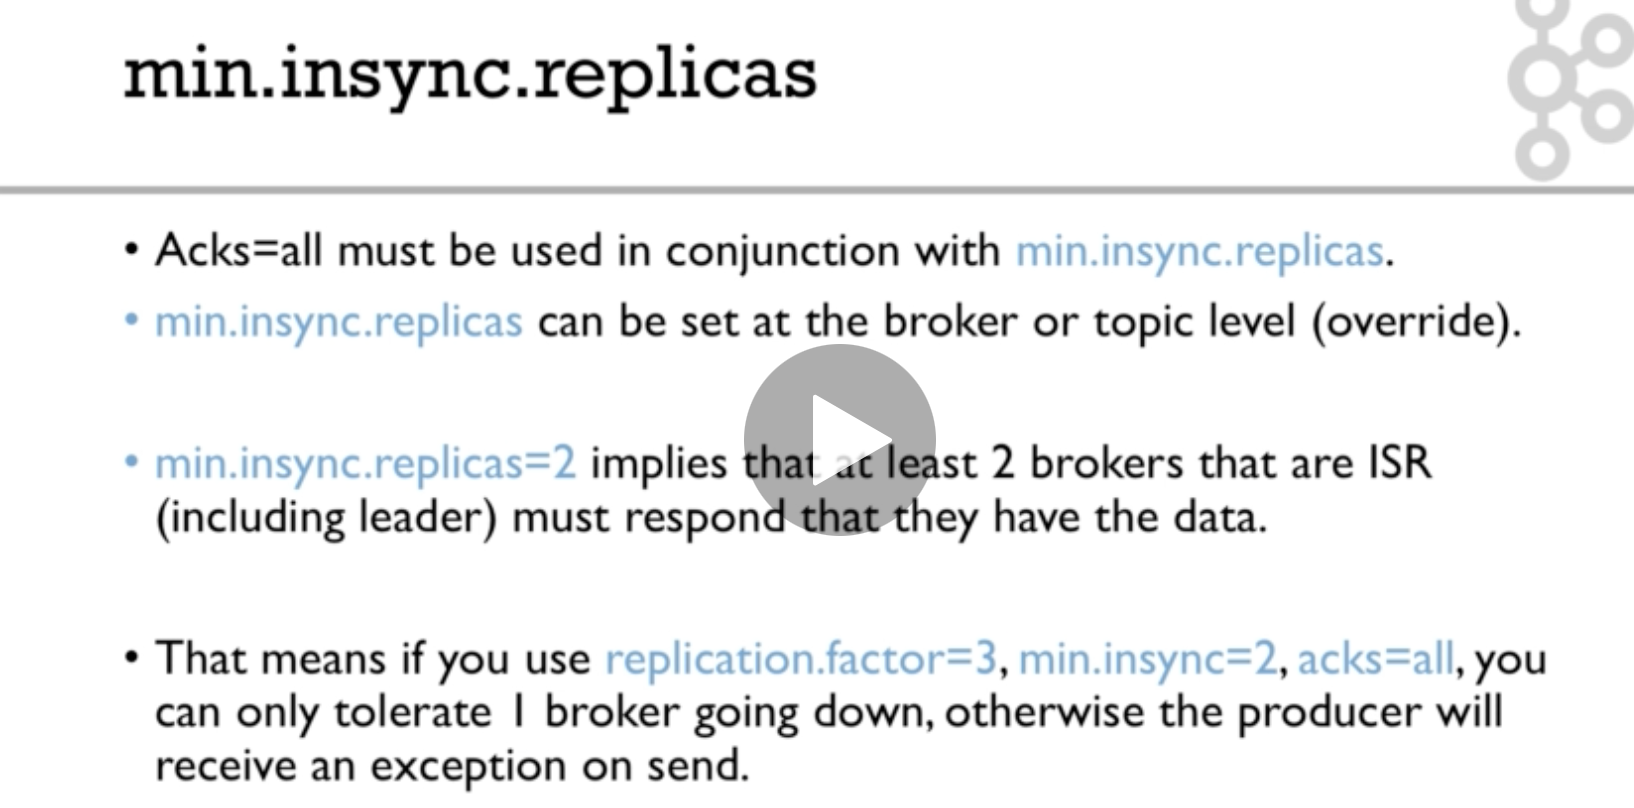 min.insync.replicas
• Acks=all must be used in conjunction with min.insync.replicas.
• min.insync.replicas can be set at the broker or topic level (override).
• min.insync.replicas=2 implies that at least 2 brokers that are ISR
(including leader) must respond that they have the data.
• That means if you use replication.factor=3, min.insync=2, acks=all, you
can only tolerate 1 broker going down, otherwise the producer will
receive an exception on send.